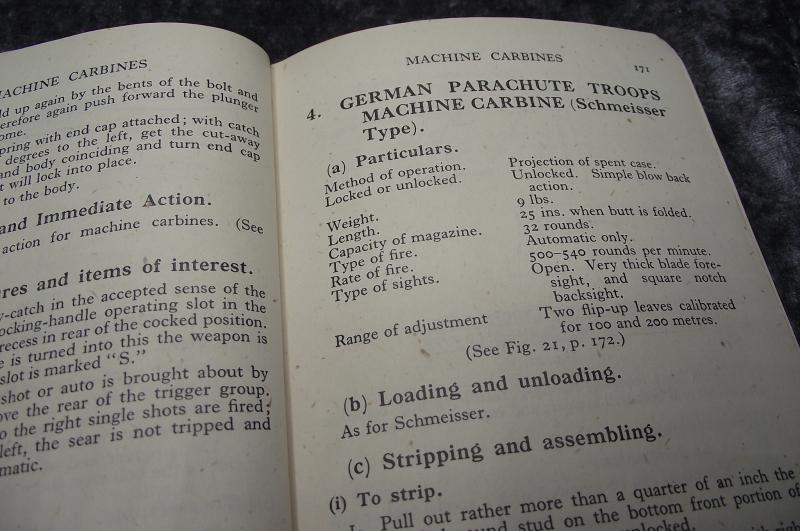 MACHINE CARBINES
ld up again by the bents of the bolt and
erefore again push forward the plunger
ome.
pring with end cap attached; with catch
degrees to the left, get the cut-away
and body coinciding and turn end cap
t will lock into place.
to the body.
and Immediate Action.
action for machine carbines. (See
res and items of interest.
y-catch in the accepted sense of the
ocking-handle operating slot in the
recess in rear of the cocked position.
e is turned into this the weapon is
slot is marked "S."
shot or auto is brought about by
ove the rear of the trigger group.
o the right single shots are fired;
left, the sear is not tripped and
matic.
MACHINE CARBINES 171
4. GERMAN PARACHUTE TROOPS
MACHINE CARBINE (Schmeisser
Type).
(a) Particulars.
Method of operation. Projection of spent case.
Locked or unlocked. Unlocked. Simple blow back
action.
Weight. 9 lbs.
Length. 25 ins. when butt is folded.
Capacity of magazine. 32 rounds.
Type of fire. Automatic only.
Rate of fire. 500-540 rounds per minute.
Type of sights. Open. Very thick blade fore-
sight, and square notch
backsight.
Range of adjustment Two flip-up leaves calibrated
for 100 and 200 metres.
(See Fig. 21, p. 172.)
(b) Loading and unloading.
As for Schmeisser.
(c) Stripping and assembling.
(i) To strip.
1. Pull out rather more than a quarter of an inch the
round stud on the bottom front portion of
unlocked.